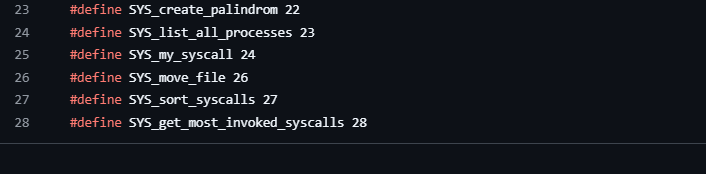 23 #define SYS_create_palindrom 22
24 #define SYS_list_all_processes 23
25 #define SYS_my_syscall 24
26 #define SYS_move_file 26
27 #define SYS_sort_syscalls 27
28 #define SYS_get_most_invoked_syscalls 28